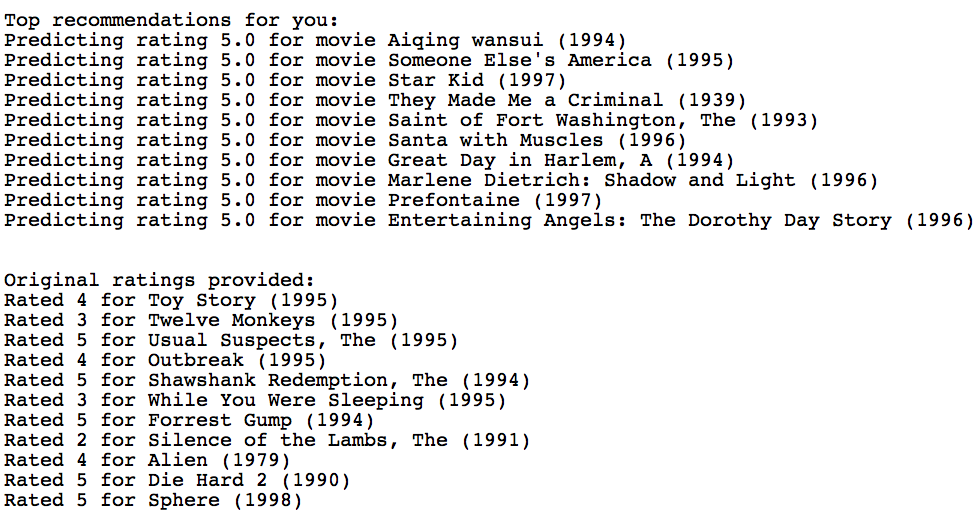 Top recommendations for you:
Predicting rating 5.0 for movie Aiqing wansui (1994)
Predicting rating 5.0 for movie Someone Else's America (1995)
Predicting rating 5.0 for movie Star Kid (1997)
Predicting rating 5.0 for movie They Made Me a Criminal (1939)
Predicting rating 5.0 for movie Saint of Fort Washington, The (1993)
Predicting rating 5.0 for movie Santa with Muscles (1996)
Predicting rating 5.0 for movie Great Day in Harlem, A (1994)
Predicting rating 5.0 for movie Marlene Dietrich: Shadow and Light (1996)
Predicting rating 5.0 for movie Prefontaine (1997)
Predicting rating 5.0 for movie Entertaining Angels: The Dorothy Day Story (1996)
Original ratings provided:
Rated 4 for Toy Story (1995)
Rated 3 for Twelve Monkeys (1995)
Rated 5 for Usual Suspects, The (1995)
Rated 4 for Outbreak (1995)
Rated 5 for Shawshank Redemption, The (1994)
Rated 3 for While You Were Sleeping (1995)
Rated 5 for Forrest Gump (1994)
Rated 2 for Silence of the Lambs, The (1991)
Rated 4 for Alien (1979)
Rated 5 for Die Hard 2 (1990)
Rated 5 for Sphere (1998)